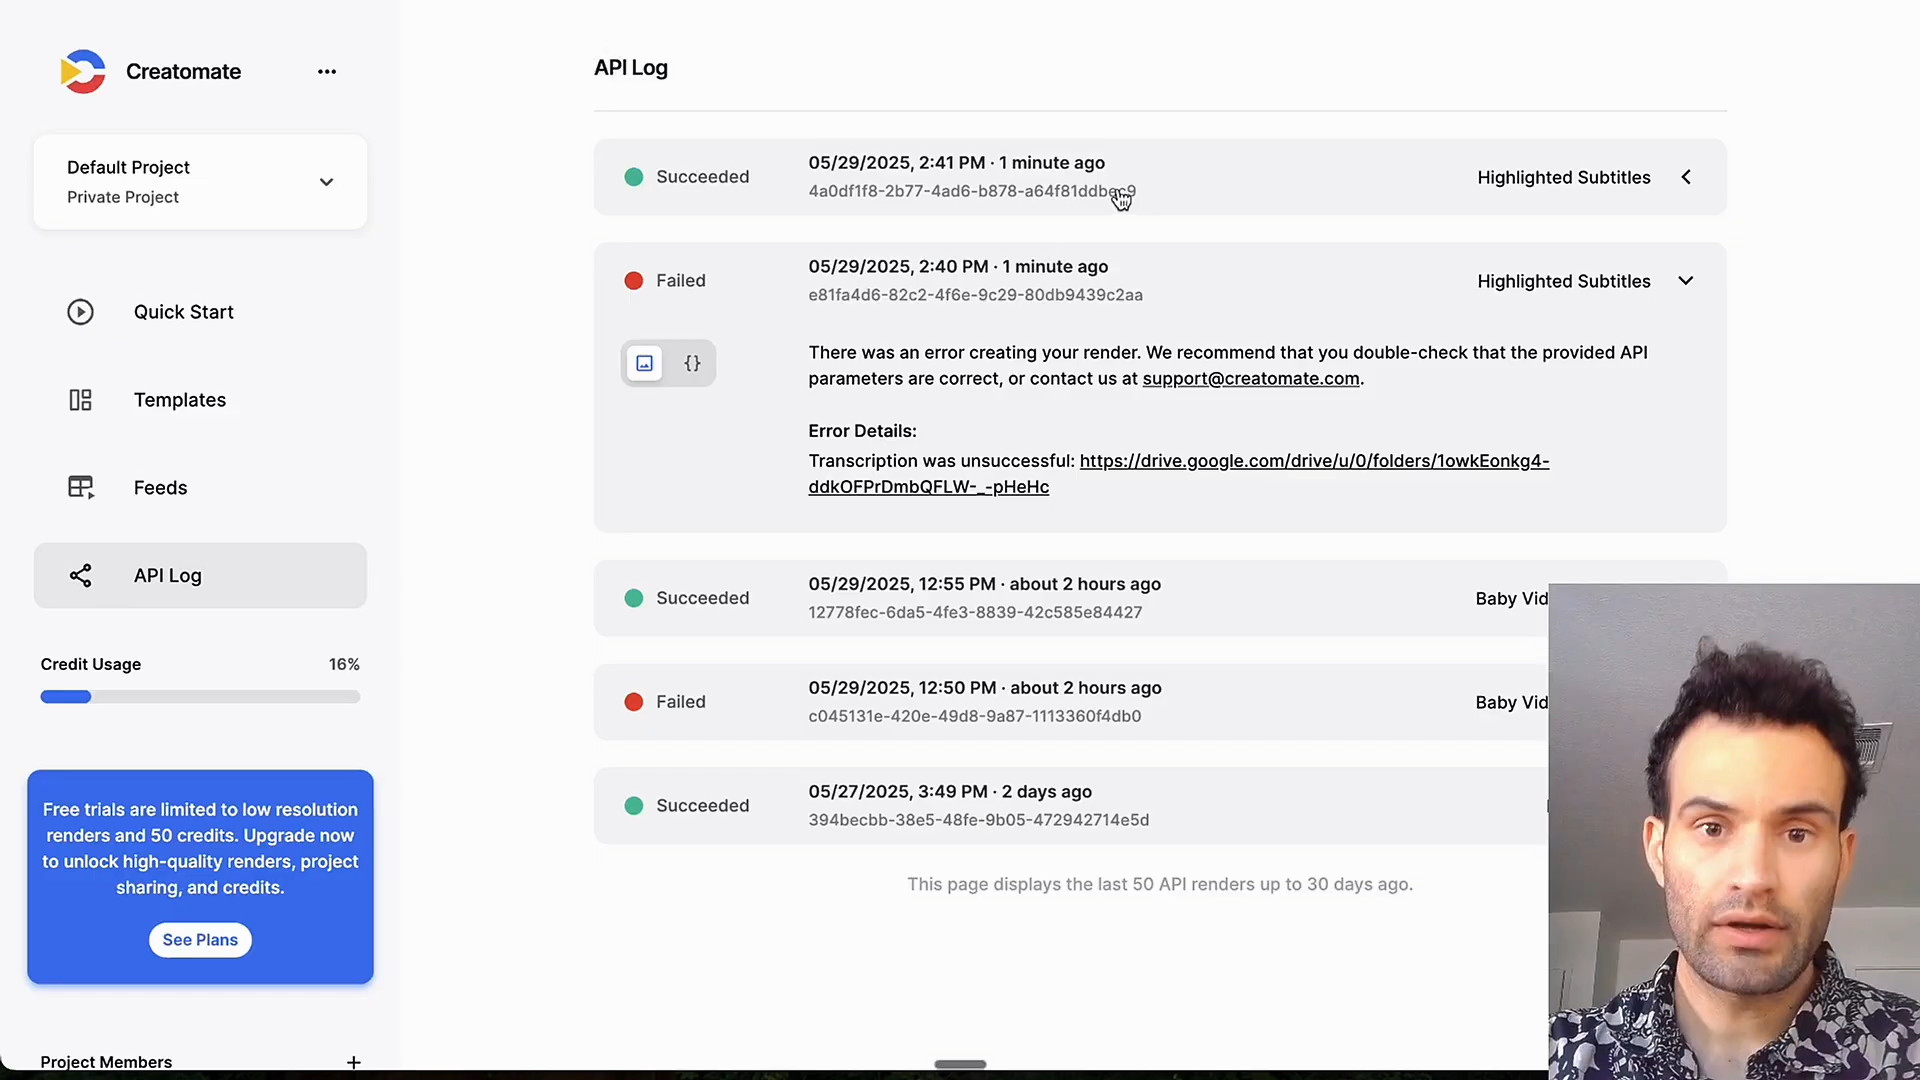 Creatomate
Default Project
Private Project
Quick Start
Templates
Feeds
API Log
Credit Usage
16%
Free trials are limited to low resolution
renders and 50 credits. Upgrade now
to unlock high-quality renders, project
sharing, and credits.
See Plans
Project Members
API Log
Succeeded
05/29/2025, 2:41 PM · 1 minute ago
4a0df1f8-2b77-4ad6-b878-a64f81ddbec9
Highlighted Subtitles
Failed
05/29/2025, 2:40 PM · 1 minute ago
e81fa4d6-82c2-4f6e-9c29-80db9439c2aa
Highlighted Subtitles
{}
There was an error creating your render. We recommend that you double-check that the provided API
parameters are correct, or contact us at support@creatomate.com.
Error Details:
Transcription was unsuccessful: https://drive.google.com/drive/u/0/folders/1owkEonkg4-
ddkOFPrDmbQFLW-_-pHeHc
Succeeded
05/29/2025, 12:55 PM · about 2 hours ago
12778fec-6da5-4fe3-8839-42c585e84427
Baby Vid
Failed
05/29/2025, 12:50 PM · about 2 hours ago
c045131e-420e-49d8-9a87-1113360f4db0
Baby Vid
Succeeded
05/27/2025, 3:49 PM · 2 days ago
394becbb-38e5-48fe-9b05-472942714e5d
This page displays the last 50 API renders up to 30 days ago.